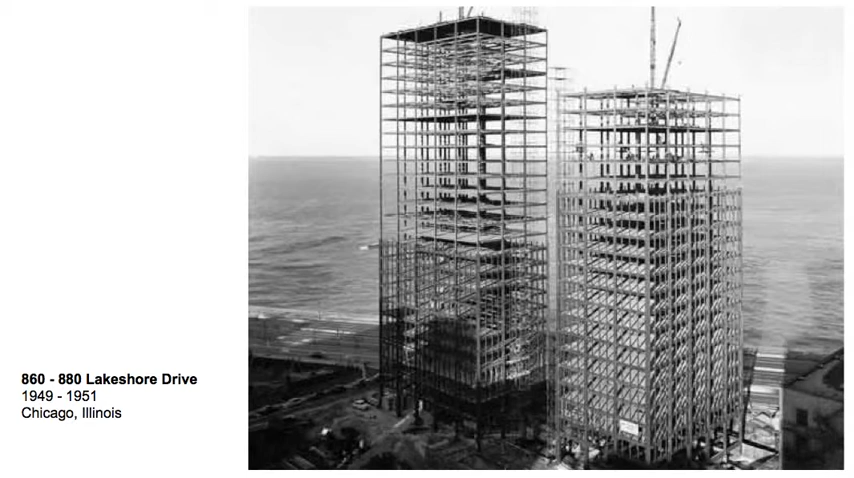 860 - 880 Lakeshore Drive
1949 - 1951
Chicago, Illinois